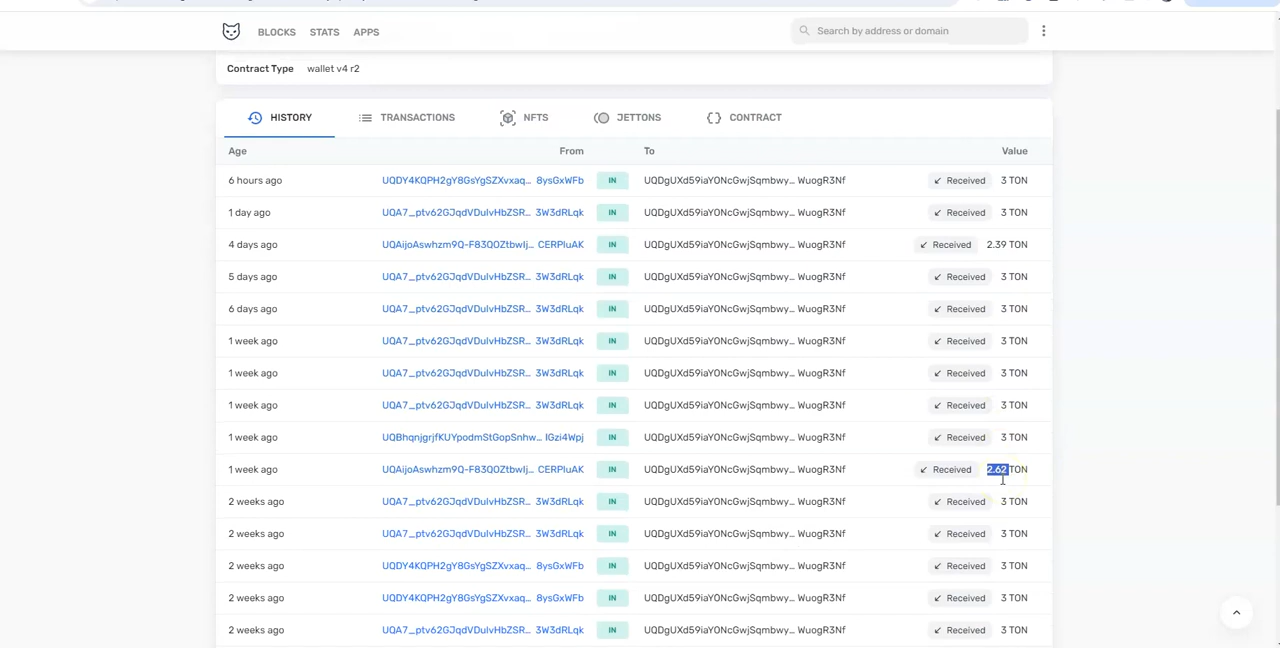 BLOCKS STATS APPS Search by address or domain
Contract Type wallet v4 r2
HISTORY TRANSACTIONS NFTS JETTONS CONTRACT
Age From To Value
6 hours ago UQDY4KQPH2gY8GsYgSZXvxaq... 8ysGxWFb IN UQDgUXd59iaYONcGwjSqmbwy... WuogR3Nf Received 3 TON
1 day ago UQA7_ptv62GJqdVDulvHbZSR... 3W3dRLqk IN UQDgUXd59iaYONcGwjSqmbwy... WuogR3Nf Received 3 TON
4 days ago UQAijoAswhzm9Q-F83QOZtbwlj... CERPluAK IN UQDgUXd59iaYONcGwjSqmbwy... WuogR3Nf Received 2.39 TON
5 days ago UQA7_ptv62GJqdVDulvHbZSR... 3W3dRLqk IN UQDgUXd59iaYONcGwjSqmbwy... WuogR3Nf Received 3 TON
6 days ago UQA7_ptv62GJqdVDulvHbZSR... 3W3dRLqk IN UQDgUXd59iaYONcGwjSqmbwy... WuogR3Nf Received 3 TON
1 week ago UQA7_ptv62GJqdVDulvHbZSR... 3W3dRLqk IN UQDgUXd59iaYONcGwjSqmbwy... WuogR3Nf Received 3 TON
1 week ago UQA7_ptv62GJqdVDulvHbZSR... 3W3dRLqk IN UQDgUXd59iaYONcGwjSqmbwy... WuogR3Nf Received 3 TON
1 week ago UQA7_ptv62GJqdVDulvHbZSR... 3W3dRLqk IN UQDgUXd59iaYONcGwjSqmbwy... WuogR3Nf Received 3 TON
1 week ago UQBhqnjgrjfKUYpodmStGopSnhw... IGzi4Wpj IN UQDgUXd59iaYONcGwjSqmbwy... WuogR3Nf Received 3 TON
1 week ago UQAijoAswhzm9Q-F83QOZtbwlj... CERPluAK IN UQDgUXd59iaYONcGwjSqmbwy... WuogR3Nf Received 2.62 TON
2 weeks ago UQA7_ptv62GJqdVDulvHbZSR... 3W3dRLqk IN UQDgUXd59iaYONcGwjSqmbwy... WuogR3Nf Received 3 TON
2 weeks ago UQA7_ptv62GJqdVDulvHbZSR... 3W3dRLqk IN UQDgUXd59iaYONcGwjSqmbwy... WuogR3Nf Received 3 TON
2 weeks ago UQDY4KQPH2gY8GsYgSZXvxaq... 8ysGxWFb IN UQDgUXd59iaYONcGwjSqmbwy... WuogR3Nf Received 3 TON
2 weeks ago UQDY4KQPH2gY8GsYgSZXvxaq... 8ysGxWFb IN UQDgUXd59iaYONcGwjSqmbwy... WuogR3Nf Received 3 TON
2 weeks ago UQA7_ptv62GJqdVDulvHbZSR... 3W3dRLqk IN UQDgUXd59iaYONcGwjSqmbwy... WuogR3Nf Received 3 TON